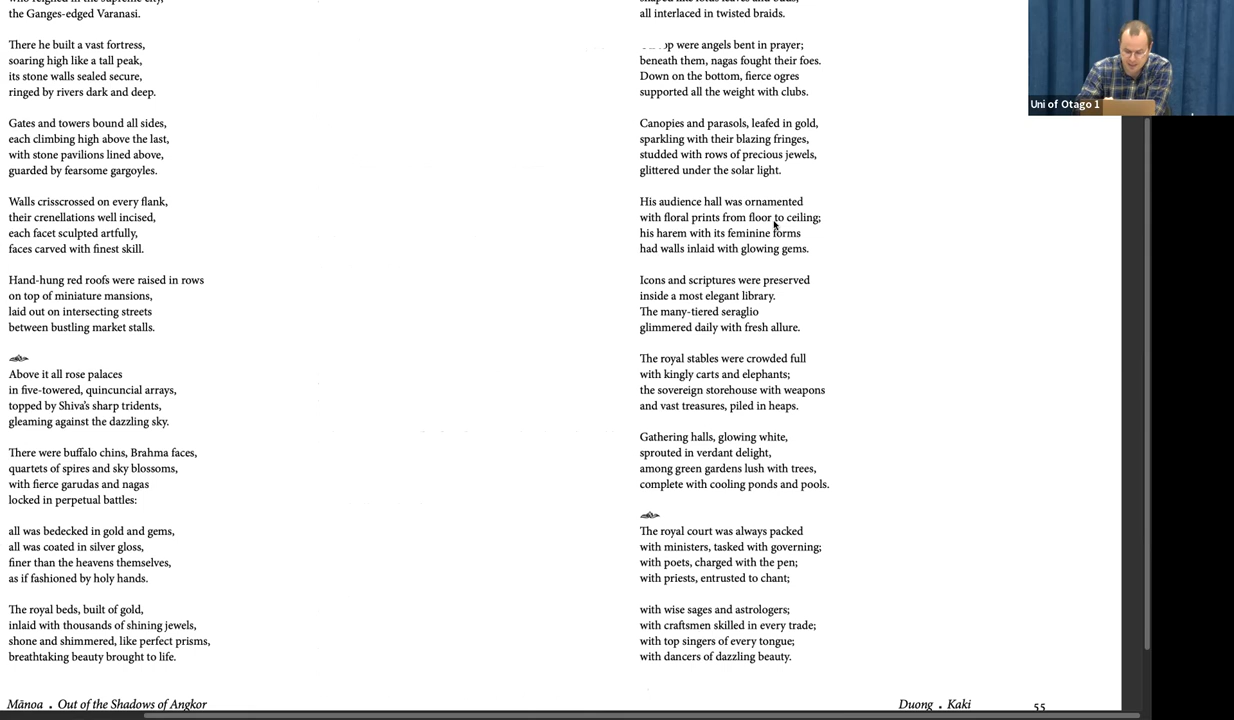 the Ganges-edged Varanasi.
There he built a vast fortress,
soaring high like a tall peak,
its stone walls sealed secure,
ringed by rivers dark and deep.
Gates and towers bound all sides,
each climbing high above the last,
with stone pavilions lined above,
guarded by fearsome gargoyles.
Walls crisscrossed on every flank,
their crenellations well incised,
each facet sculpted artfully,
faces carved with finest skill.
Hand-hung red roofs were raised in rows
on top of miniature mansions,
laid out on intersecting streets
between bustling market stalls.
Above it all rose palaces
in five-towered, quincuncial arrays,
topped by Shiva's sharp tridents,
gleaming against the dazzling sky.
There were buffalo chins, Brahma faces,
quartets of spires and sky blossoms,
with fierce garudas and nagas
locked in perpetual battles:
all was bedecked in gold and gems,
all was coated in silver gloss,
finer than the heavens themselves,
as if fashioned by holy hands.
The royal beds, built of gold,
inlaid with thousands of shining jewels,
shone and shimmered, like perfect prisms,
breathtaking beauty brought to life.
Mānoa . Out of the Shadows of Angkor
all interlaced in twisted braids.
were angels bent in prayer;
beneath them, nagas fought their foes.
Down on the bottom, fierce ogres
supported all the weight with clubs.
Canopies and parasols, leafed in gold,
sparkling with their blazing fringes,
studded with rows of precious jewels,
glittered under the solar light.
His audience hall was ornamented
with floral prints from floor to ceiling;
his harem with its feminine forms
had walls inlaid with glowing gems.
Icons and scriptures were preserved
inside a most elegant library.
The many-tiered seraglio
glimmered daily with fresh allure.
The royal stables were crowded full
with kingly carts and elephants;
the sovereign storehouse with weapons
and vast treasures, piled in heaps.
Gathering halls, glowing white,
sprouted in verdant delight,
among green gardens lush with trees,
complete with cooling ponds and pools.
The royal court was always packed
with ministers, tasked with governing;
with poets, charged with the pen;
with priests, entrusted to chant;
with wise sages and astrologers;
with craftsmen skilled in every trade;
with top singers of every tongue;
with dancers of dazzling beauty.
Duong . Kaki 55
Uni of Otago 1